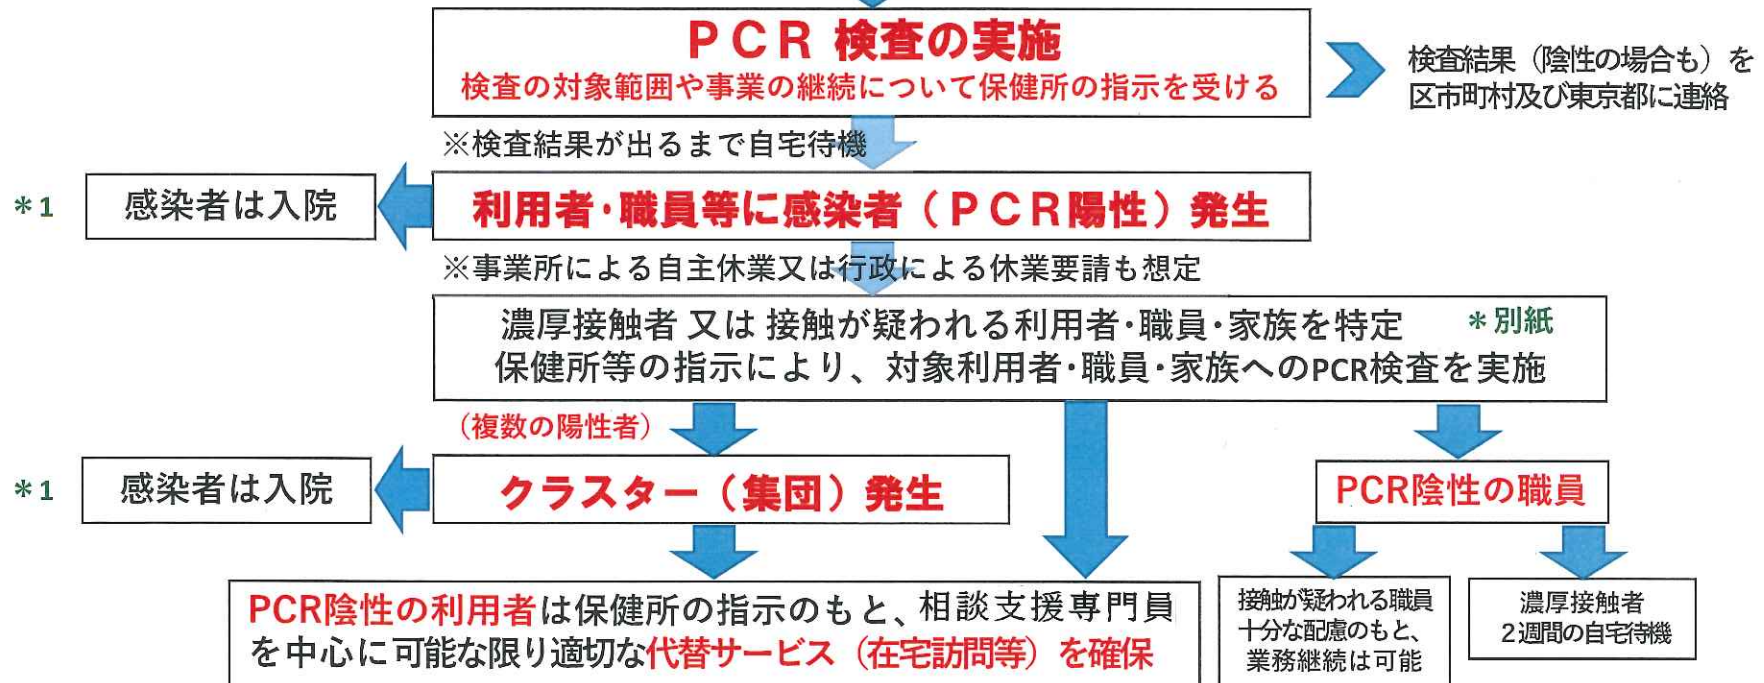 PCR 検査の実施
検査の対象範囲や事業の継続について保健所の指示を受ける
検査結果（陰性の場合も）を
区市町村及び東京都に連絡
※検査結果が出るまで自宅待機
＊1
感染者は入院
利用者・職員等に感染者（PCR陽性）発生
※事業所による自主休業又は行政による休業要請も想定
濃厚接触者 又は 接触が疑われる利用者・職員・家族を特定 ＊別紙
保健所等の指示により、対象利用者・職員・家族へのPCR検査を実施
（複数の陽性者）
＊1
感染者は入院
クラスター（集団）発生
PCR陰性の職員
PCR陰性の利用者は保健所の指示のもと、相談支援専門員
を中心に可能な限り適切な代替サービス（在宅訪問等）を確保
接触が疑われる職員
十分な配慮のもと、
業務継続は可能
濃厚接触者
２週間の自宅待機